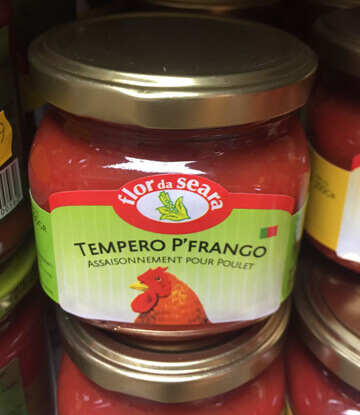 flor da seara
TEMPERO P'FRANGO
ASSAISONNEMENT POUR POULET